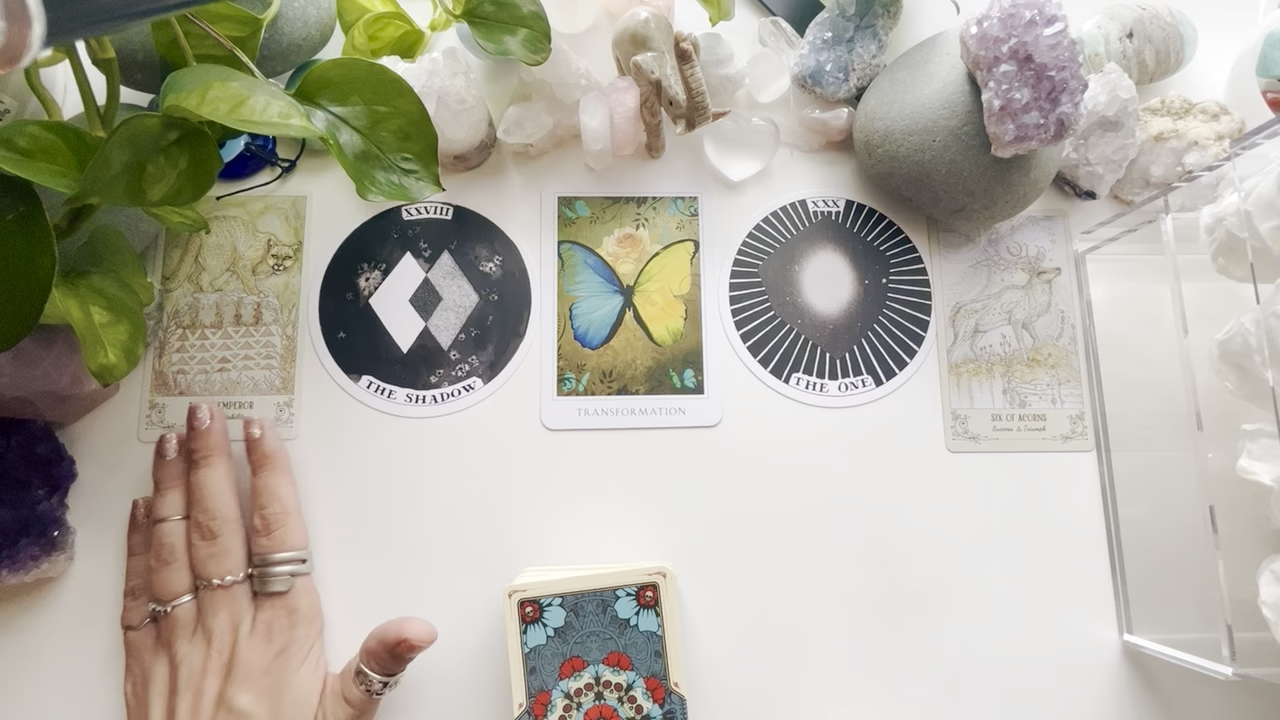 EMPEROR
XXVIII
THE SHADOW
TRANSFORMATION
XXX
THE ONE
SIX OF ACORNS
Success & Triumph